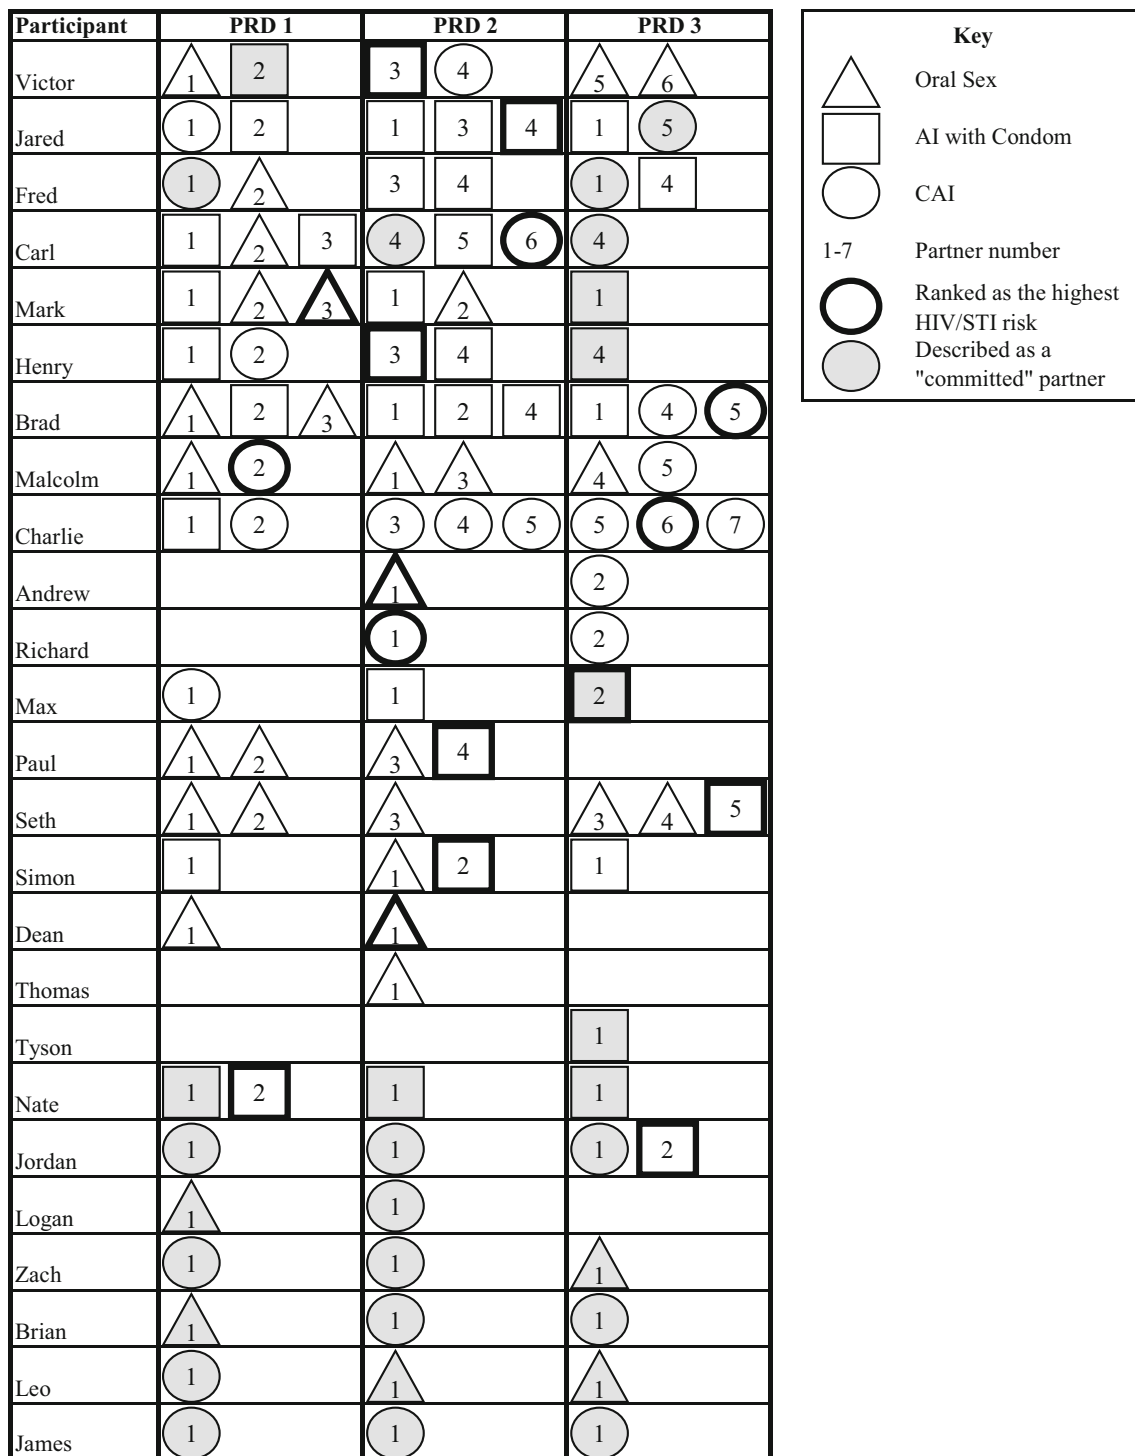 Participant PRD 1 PRD 2 PRD 3
Victor 1 2 3 4 5 6
Jared 1 2 1 3 4 1 5
Fred 1 2 3 4 1 4
Carl 1 2 3 4 5 6 4
Mark 1 2 3 1 2 1
Henry 1 2 3 4 4
Brad 1 2 3 1 2 4 1 4 5
Malcolm 1 2 1 3 4 5
Charlie 1 2 3 4 5 5 6 7
Andrew 1 2
Richard 1 2
Max 1 1 2
Paul 1 2 3 4
Seth 1 2 3 3 4 5
Simon 1 1 2 1
Dean 1 1
Thomas 1
Tyson 1
Nate 1 2 1 1
Jordan 1 1 1 2
Logan 1 1
Zach 1 1 1
Brian 1 1 1
Leo 1 1 1
James 1 1 1
Key
Oral Sex
AI with Condom
CAI
1-7 Partner number
Ranked as the highest
HIV/STI risk
Described as a
"committed" partner